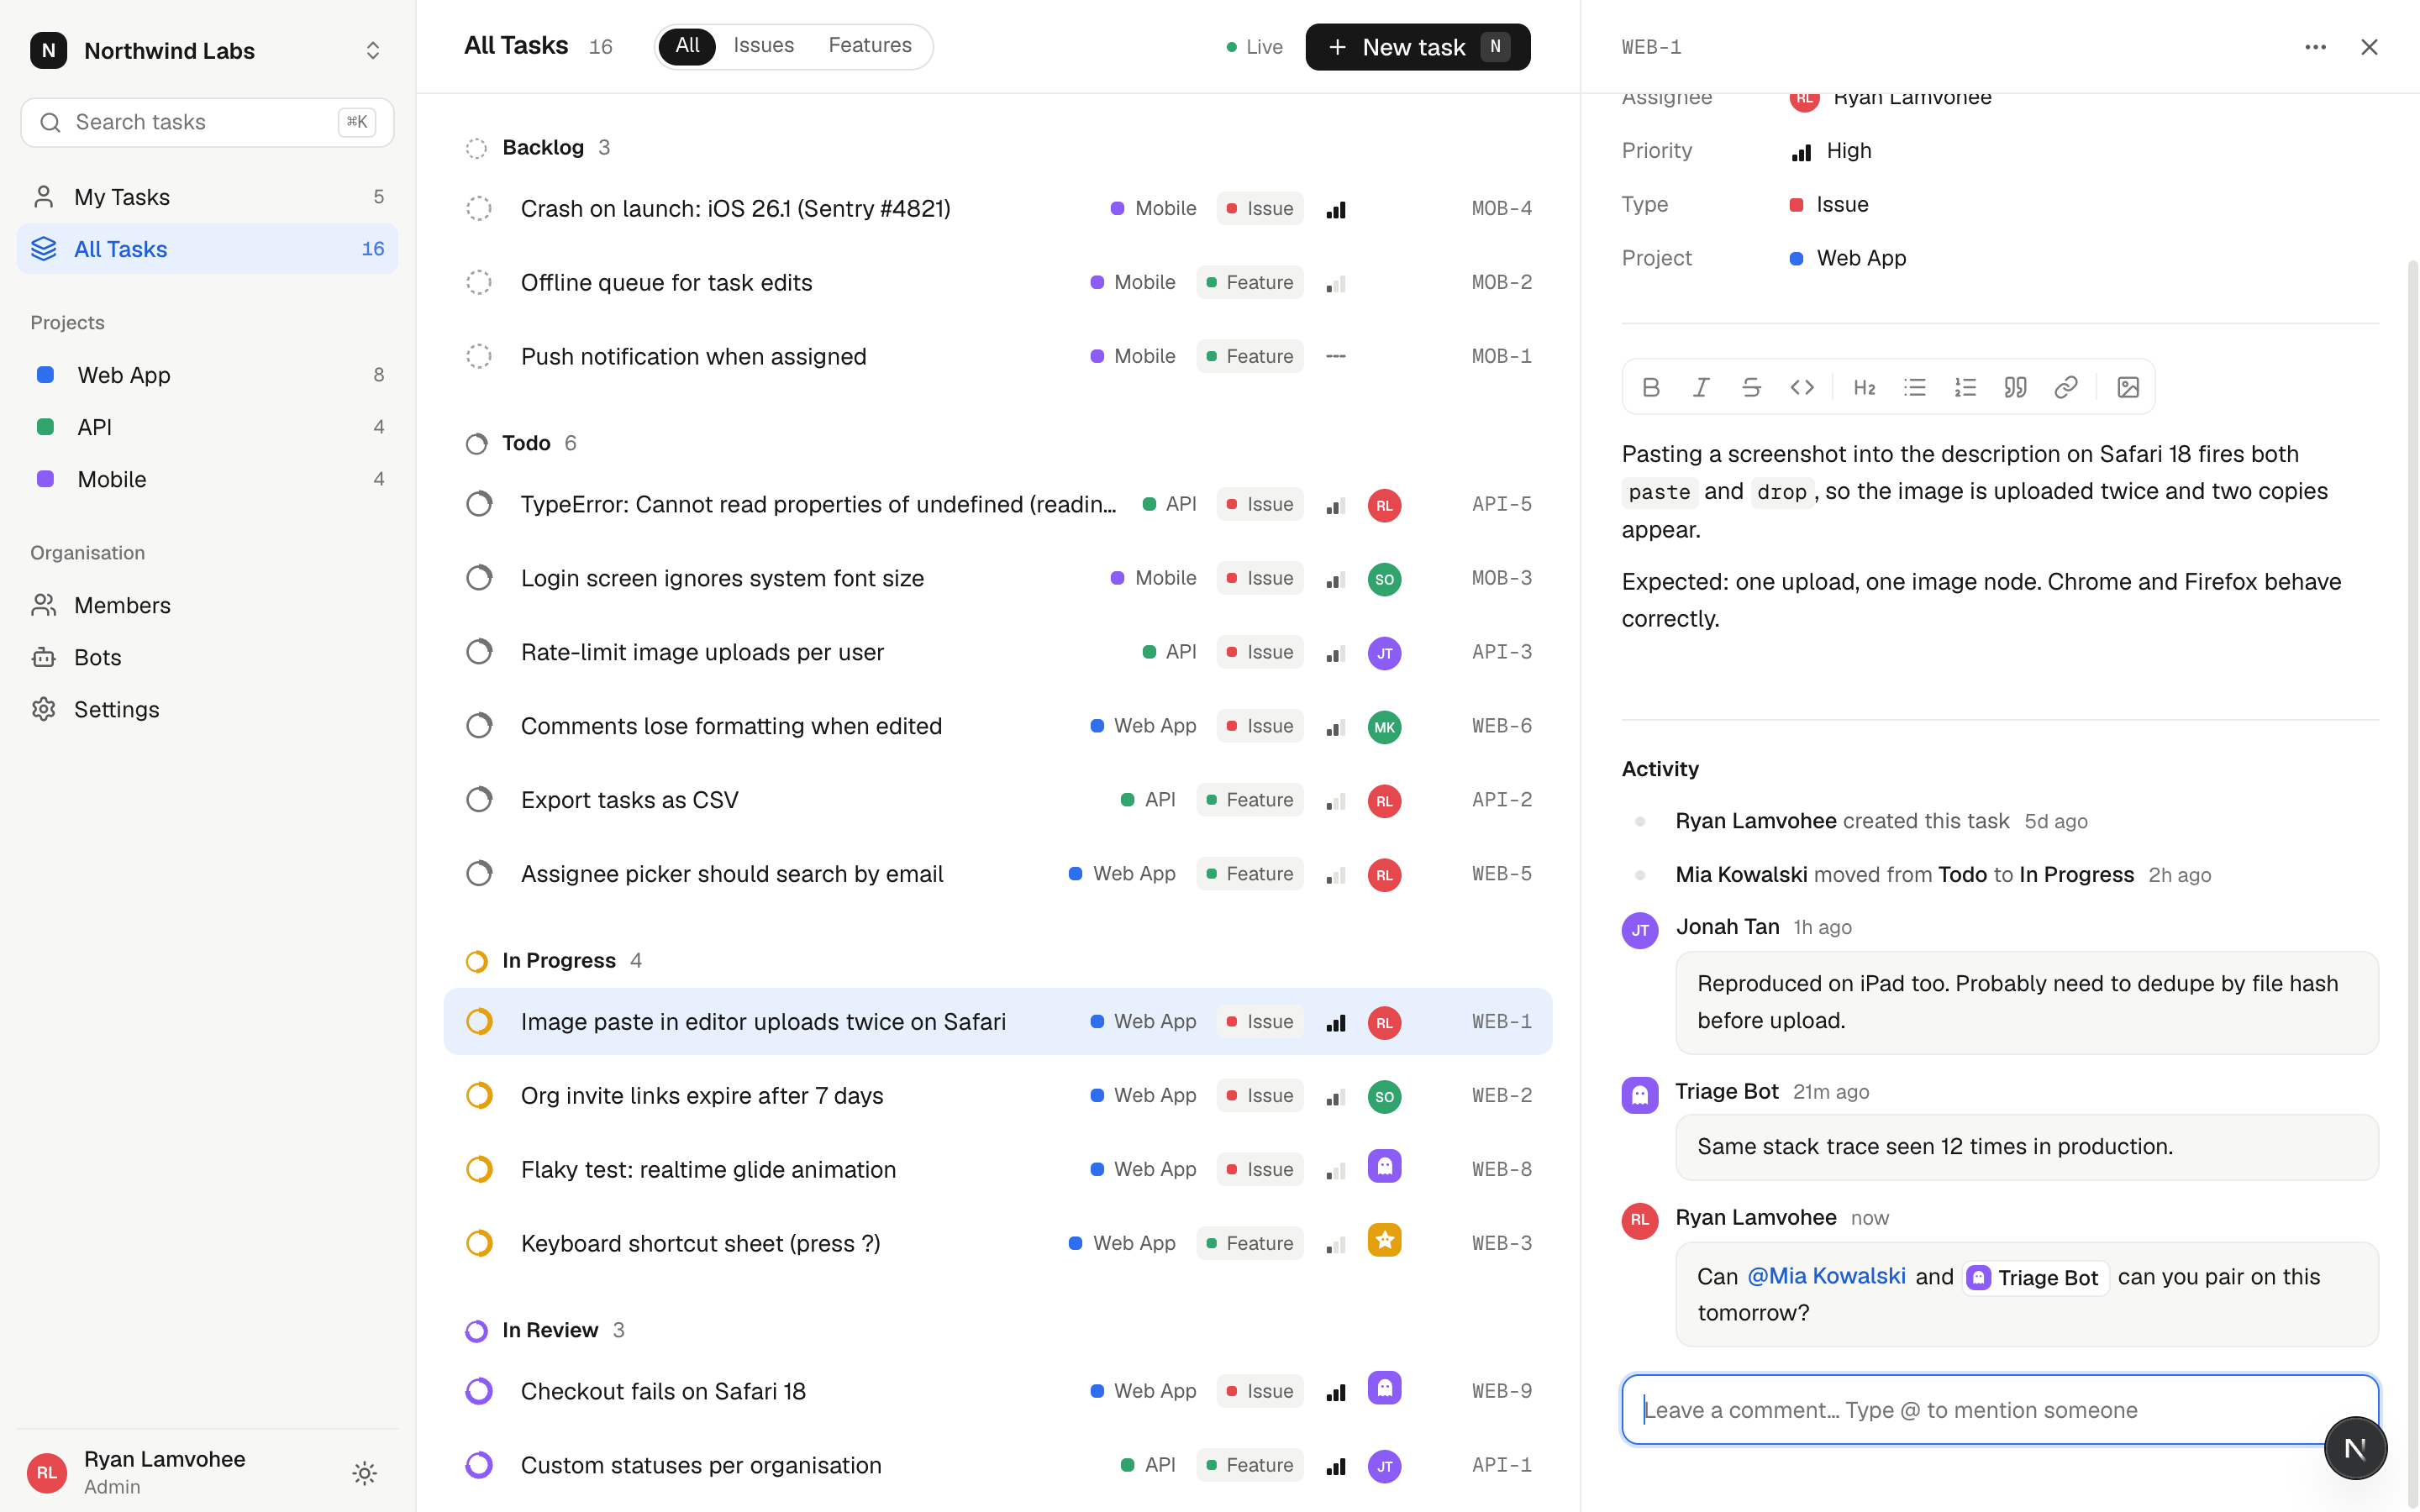 N Northwind Labs
Search tasks ⌘K
My Tasks 5
All Tasks 16
Projects
Web App 8
API 4
Mobile 4
Organisation
Members
Bots
Settings
RL Ryan Lamvohee
Admin
All Tasks 16 All Issues Features Live + New task N
Backlog 3
Crash on launch: iOS 26.1 (Sentry #4821) Mobile Issue MOB-4
Offline queue for task edits Mobile Feature MOB-2
Push notification when assigned Mobile Feature MOB-1
Todo 6
TypeError: Cannot read properties of undefined (readin... API Issue RL API-5
Login screen ignores system font size Mobile Issue SO MOB-3
Rate-limit image uploads per user API Issue JT API-3
Comments lose formatting when edited Web App Issue MK WEB-6
Export tasks as CSV API Feature RL API-2
Assignee picker should search by email Web App Feature RL WEB-5
In Progress 4
Image paste in editor uploads twice on Safari Web App Issue RL WEB-1
Org invite links expire after 7 days Web App Issue SO WEB-2
Flaky test: realtime glide animation Web App Issue WEB-8
Keyboard shortcut sheet (press ?) Web App Feature WEB-3
In Review 3
Checkout fails on Safari 18 Web App Issue WEB-9
Custom statuses per organisation API Feature JT API-1
WEB-1
Assignee RL Ryan Lamvohee
Priority High
Type Issue
Project Web App
B I S H2
Pasting a screenshot into the description on Safari 18 fires both
paste and drop, so the image is uploaded twice and two copies
appear.
Expected: one upload, one image node. Chrome and Firefox behave
correctly.
Activity
Ryan Lamvohee created this task 5d ago
Mia Kowalski moved from Todo to In Progress 2h ago
JT Jonah Tan 1h ago
Reproduced on iPad too. Probably need to dedupe by file hash
before upload.
Triage Bot 21m ago
Same stack trace seen 12 times in production.
RL Ryan Lamvohee now
Can @Mia Kowalski and Triage Bot can you pair on this
tomorrow?
Leave a comment... Type @ to mention someone
N